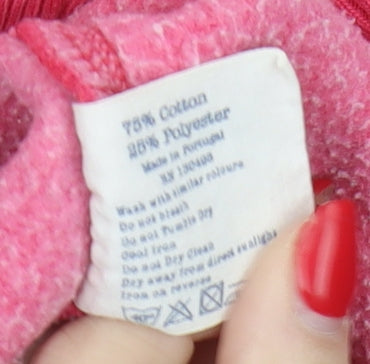 75% Cotton
25% Polyester
Made in Portugal
RN 130493
Wash with similar colours
Do not bleach
Do not Tumble Dry
Cool Iron
Do not Dry Clean
Dry away from direct sunlight
Iron on reverse